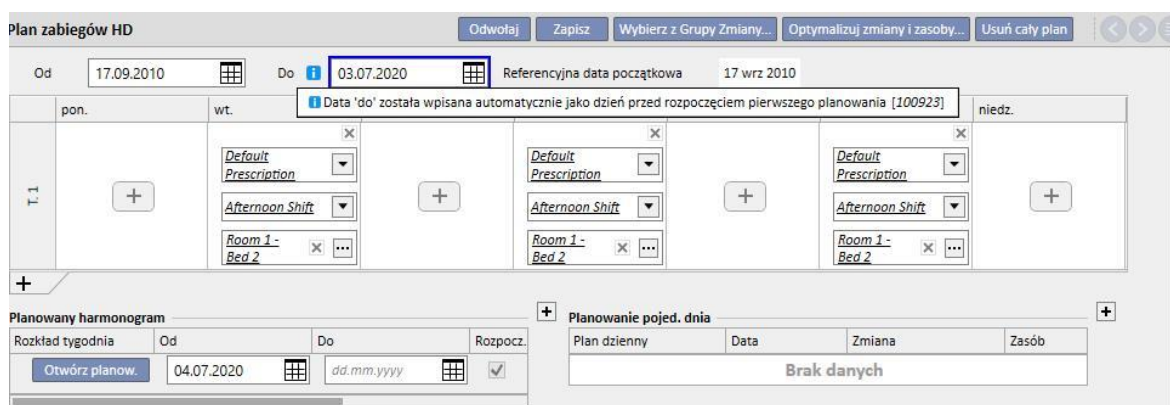 Plan zabiegów HD
Odwołaj
Zapisz
Wybierz z Grupy Zmiany...
Optymalizuj zmiany i zasoby...
Usuń cały plan
Od
17.09.2010
Do
03.07.2020
Referencyjna data początkowa
17 wrz 2010
Data 'do' została wpisana automatycznie jako dzień przed rozpoczęciem pierwszego planowania [100923]
pon.
wt.
niedz.
T. 1
Default
Prescription
Afternoon Shift
Room 1 -
Bed 2
Default
Prescription
Afternoon Shift
Room 1 -
Bed 2
Default
Prescription
Afternoon Shift
Room 1 -
Bed 2
Planowany harmonogram
Rozkład tygodnia
Od
Do
Rozpocz.
Otwórz planow.
04.07.2020
dd.mm.yyyy
Planowanie pojed. dnia
Plan dzienny
Data
Zmiana
Zasób
Brak danych